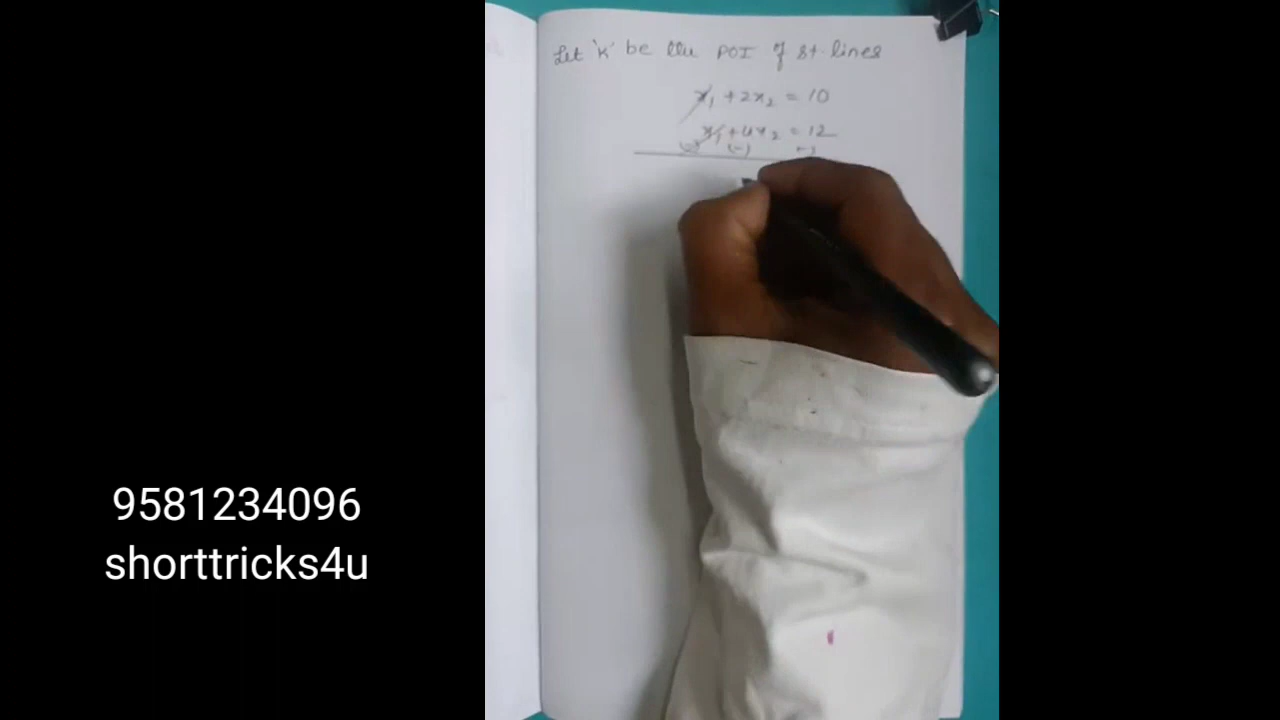 Let 'K' be the POI of st. lines
x₁ + 2x₂ = 10
x₁ + 4x₂ = 12
(-) (-) (-)
9581234096
shorttricks4u